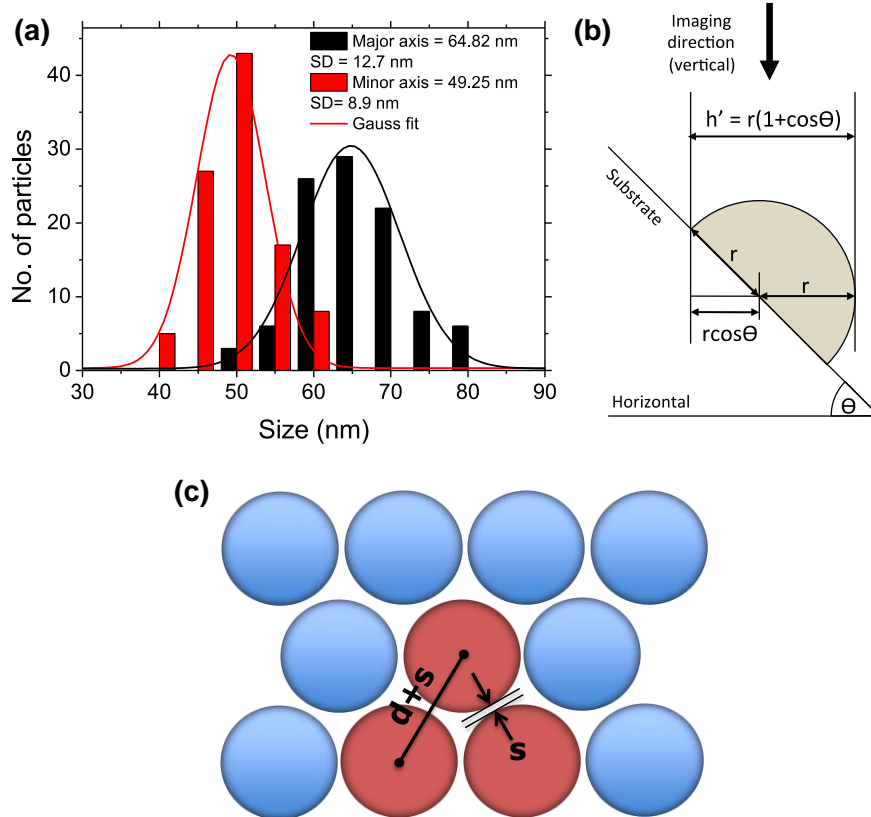 (a)
Major axis = 64.82 nm
SD = 12.7 nm
Minor axis = 49.25 nm
SD= 8.9 nm
Gauss fit
No. of particles
40
30
20
10
0
30 40 50 60 70 80 90
Size (nm)
(b)
Imaging
direction
(vertical)
h' = r(1+cosΘ)
Substrate
r
r
rcosΘ
Horizontal
Θ
(c)
d+s
s